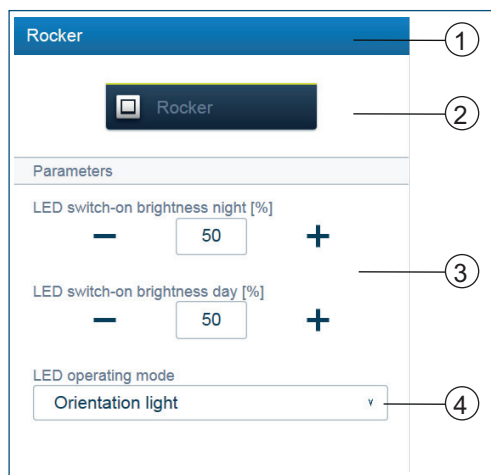 Rocker
1
Rocker
2
Parameters
LED switch-on brightness night [%]
− 50 +
3
LED switch-on brightness day [%]
− 50 +
LED operating mode
Orientation light
4